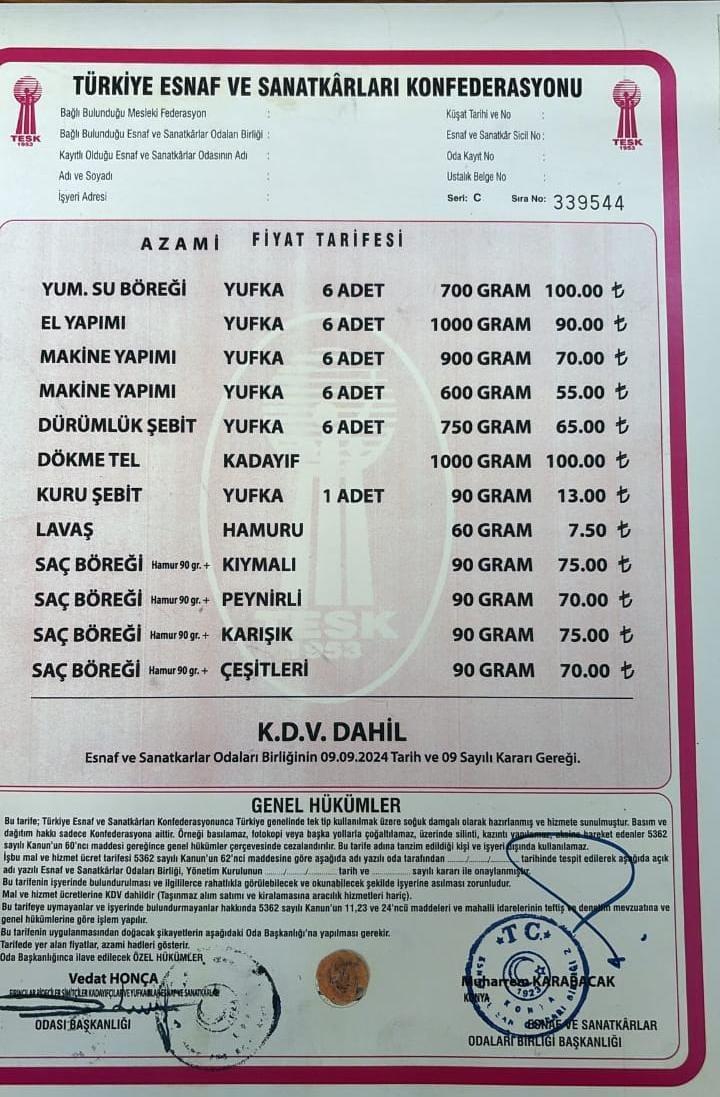 TÜRKİYE ESNAF VE SANATKÂRLARI KONFEDERASYONU
TESK
1953
TESK
1953
Bağlı Bulunduğu Mesleki Federasyon :
Küşat Tarihi ve No :
Bağlı Bulunduğu Esnaf ve Sanatkârlar Odaları Birliği :
Esnaf ve Sanatkâr Sicil No :
Kayıtlı Olduğu Esnaf ve Sanatkârlar Odasının Adı :
Oda Kayıt No :
Adı ve Soyadı :
Ustalık Belge No :
İşyeri Adresi :
Seri: C Sıra No: 339544
AZAMİ FİYAT TARİFESİ
YUM. SU BÖREĞİ YUFKA 6 ADET 700 GRAM 100.00 ₺
EL YAPIMI YUFKA 6 ADET 1000 GRAM 90.00 ₺
MAKİNE YAPIMI YUFKA 6 ADET 900 GRAM 70.00 ₺
MAKİNE YAPIMI YUFKA 6 ADET 600 GRAM 55.00 ₺
DÜRÜMLÜK ŞEBİT YUFKA 6 ADET 750 GRAM 65.00 ₺
DÖKME TEL KADAYIF 1000 GRAM 100.00 ₺
KURU ŞEBİT YUFKA 1 ADET 90 GRAM 13.00 ₺
LAVAŞ HAMURU 60 GRAM 7.50 ₺
SAÇ BÖREĞİ Hamur 90 gr. + KIYMALI 90 GRAM 75.00 ₺
SAÇ BÖREĞİ Hamur 90 gr. + PEYNİRLİ 90 GRAM 70.00 ₺
SAÇ BÖREĞİ Hamur 90 gr. + KARIŞIK 90 GRAM 75.00 ₺
SAÇ BÖREĞİ Hamur 90 gr. + ÇEŞİTLERİ 90 GRAM 70.00 ₺
TESK
1953
K.D.V. DAHİL
Esnaf ve Sanatkarlar Odaları Birliğinin 09.09.2024 Tarih ve 09 Sayılı Kararı Gereği.
GENEL HÜKÜMLER
Bu tarife; Türkiye Esnaf ve Sanatkârları Konfederasyonunca Türkiye genelinde tek tip kullanılmak üzere soğuk damgalı olarak hazırlanmış ve hizmete sunulmuştur. Basım ve
dağıtım hakkı sadece Konfederasyona aittir. Örneği basılamaz, fotokopi veya başka yollarla çoğaltılamaz, üzerinde silinti, kazıntı yapılamaz, aksine hareket edenler 5362
sayılı Kanun'un 60'ncı maddesi gereğince genel hükümler çerçevesinde cezalandırılır. Bu tarife adına tanzim edildiği kişi ve işyeri dışında kullanılamaz.
İşbu mal ve hizmet ücret tarifesi 5362 sayılı Kanun'un 62'nci maddesine göre aşağıda adı yazılı oda tarafından ....../....../...... tarihinde tespit edilerek aşağıda açık
adı yazılı Esnaf ve Sanatkârlar Odaları Birliği, Yönetim Kurulunun ....../....../...... tarih ve ............ sayılı kararı ile onaylanmıştır.
Bu tarifenin işyerinde bulundurulması ve ilgililerce rahatlıkla görülebilecek ve okunabilecek şekilde işyerine asılması zorunludur.
Mal ve hizmet ücretlerine KDV dahildir (Taşınmaz alım satımı ve kiralamasına aracılık hizmetleri hariç).
Bu tarifeye uymayanlar ve işyerinde bulundurmayanlar hakkında 5362 sayılı Kanun'un 11,23 ve 24'ncü maddeleri ve mahalli idarelerinin teftiş ve denetim mevzuatına ve
genel hükümlerine göre işlem yapılır.
Bu tarifenin uygulanmasından doğacak şikayetlerin aşağıdaki Oda Başkanlığı'na yapılması gerekir.
Tarifede yer alan fiyatlar, azami hadleri gösterir.
Oda Başkanlığınca ilave edilecek ÖZEL HÜKÜMLER
Vedat HONÇA
ODASI BAŞKANLIĞI
T.C.
1923
KONYA
Muharrem KARABACAK
KONYA
ESNAF VE SANATKÂRLAR
ODALARI BİRLİĞİ BAŞKANLIĞI